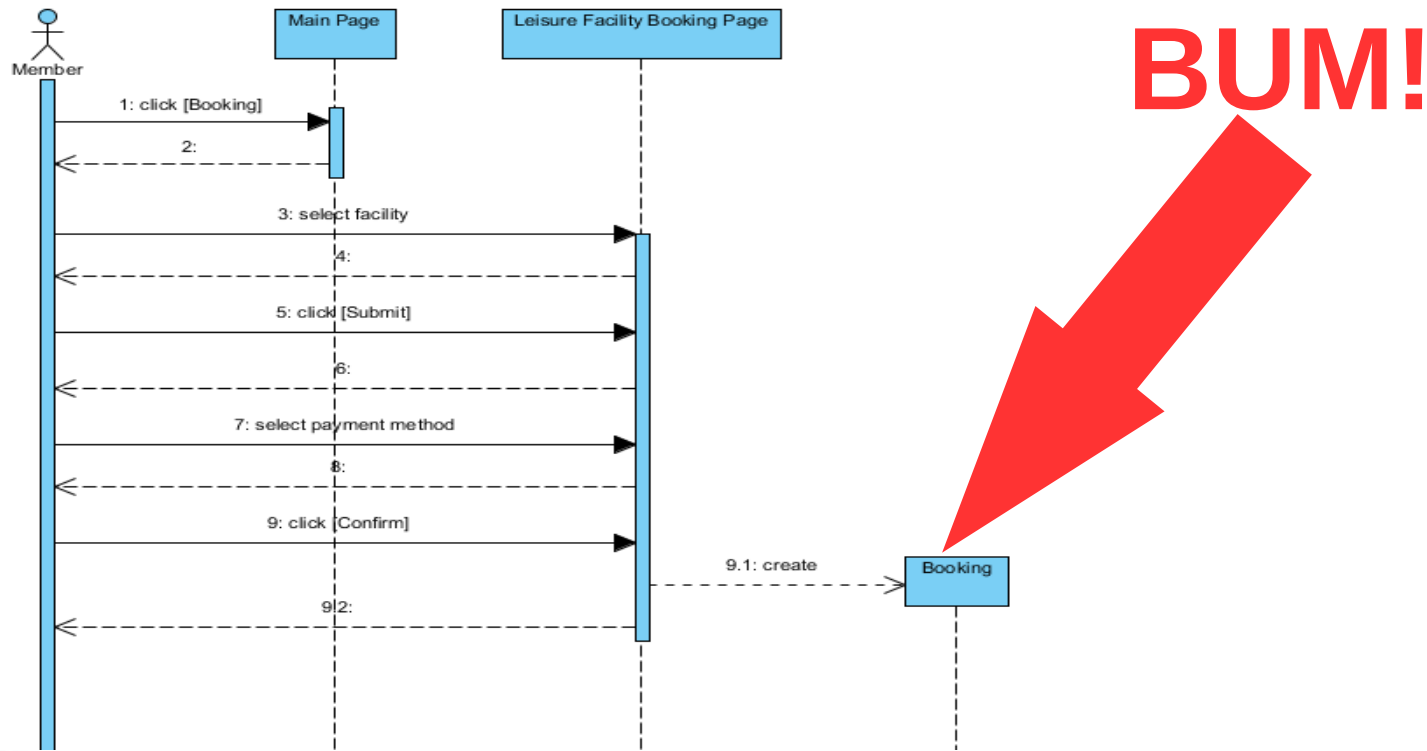 Main Page
Leisure Facility Booking Page
BUM!
Member
1: click [Booking]
2:
3: select facility
4:
5: click [Submit]
6:
7: select payment method
8:
9: click [Confirm]
9.1: create
Booking
9.2: